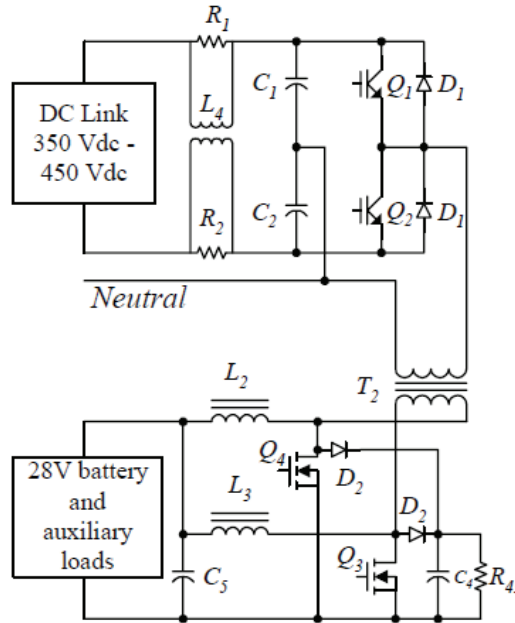 R1
DC Link
350 Vdc -
450 Vdc
L4
C1
Q1
D1
R2
C2
Q2
D1
Neutral
T2
L2
28V battery
and
auxiliary
loads
Q4
D2
L3
D2
C5
Q3
C4
R4